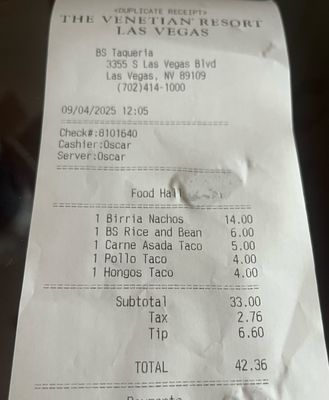 <DUPLICATE RECEIPT>
THE VENETIAN® RESORT
LAS VEGAS
BS Taqueria
3355 S Las Vegas Blvd
Las Vegas, NV 89109
(702)414-1000
09/04/2025 12:05
Check#:8101640
Cashier:Oscar
Server:Oscar
Food Hall
1 Birria Nachos 14.00
1 BS Rice and Bean 6.00
1 Carne Asada Taco 5.00
1 Pollo Taco 4.00
1 Hongos Taco 4.00
Subtotal 33.00
Tax 2.76
Tip 6.60
TOTAL 42.36